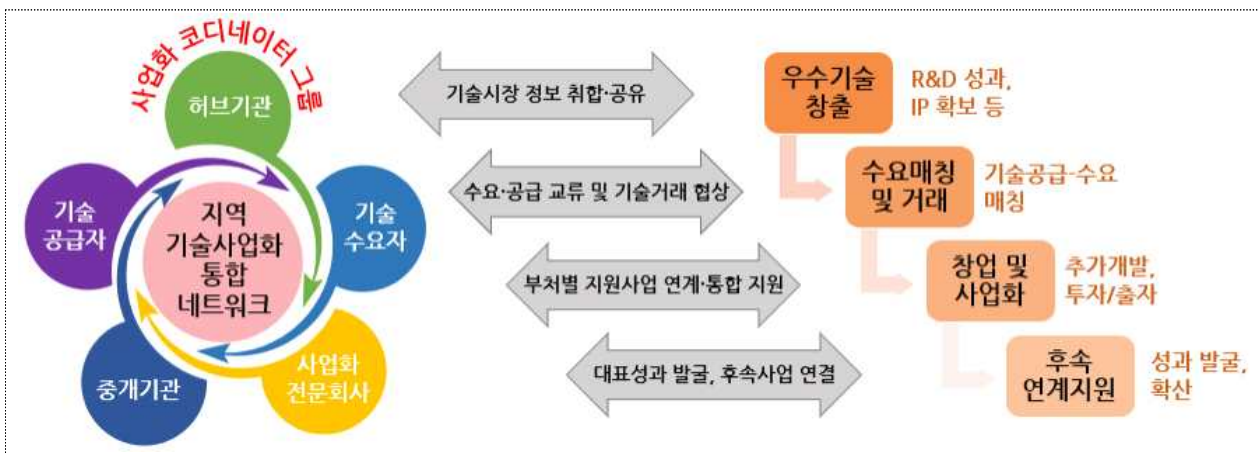 사업화 코디네이터 그룹
허브기관
기술
공급자
기술
수요자
지역
기술사업화
통합
네트워크
중개기관
사업화
전문회사
기술시장 정보 취합·공유
수요·공급 교류 및 기술거래 협상
부처별 지원사업 연계·통합 지원
대표성과 발굴, 후속사업 연결
우수기술
창출
R&D 성과,
IP 확보 등
수요매칭
및 거래
기술공급-수요
매칭
창업 및
사업화
추가개발,
투자/출자
후속
연계지원
성과 발굴,
확산